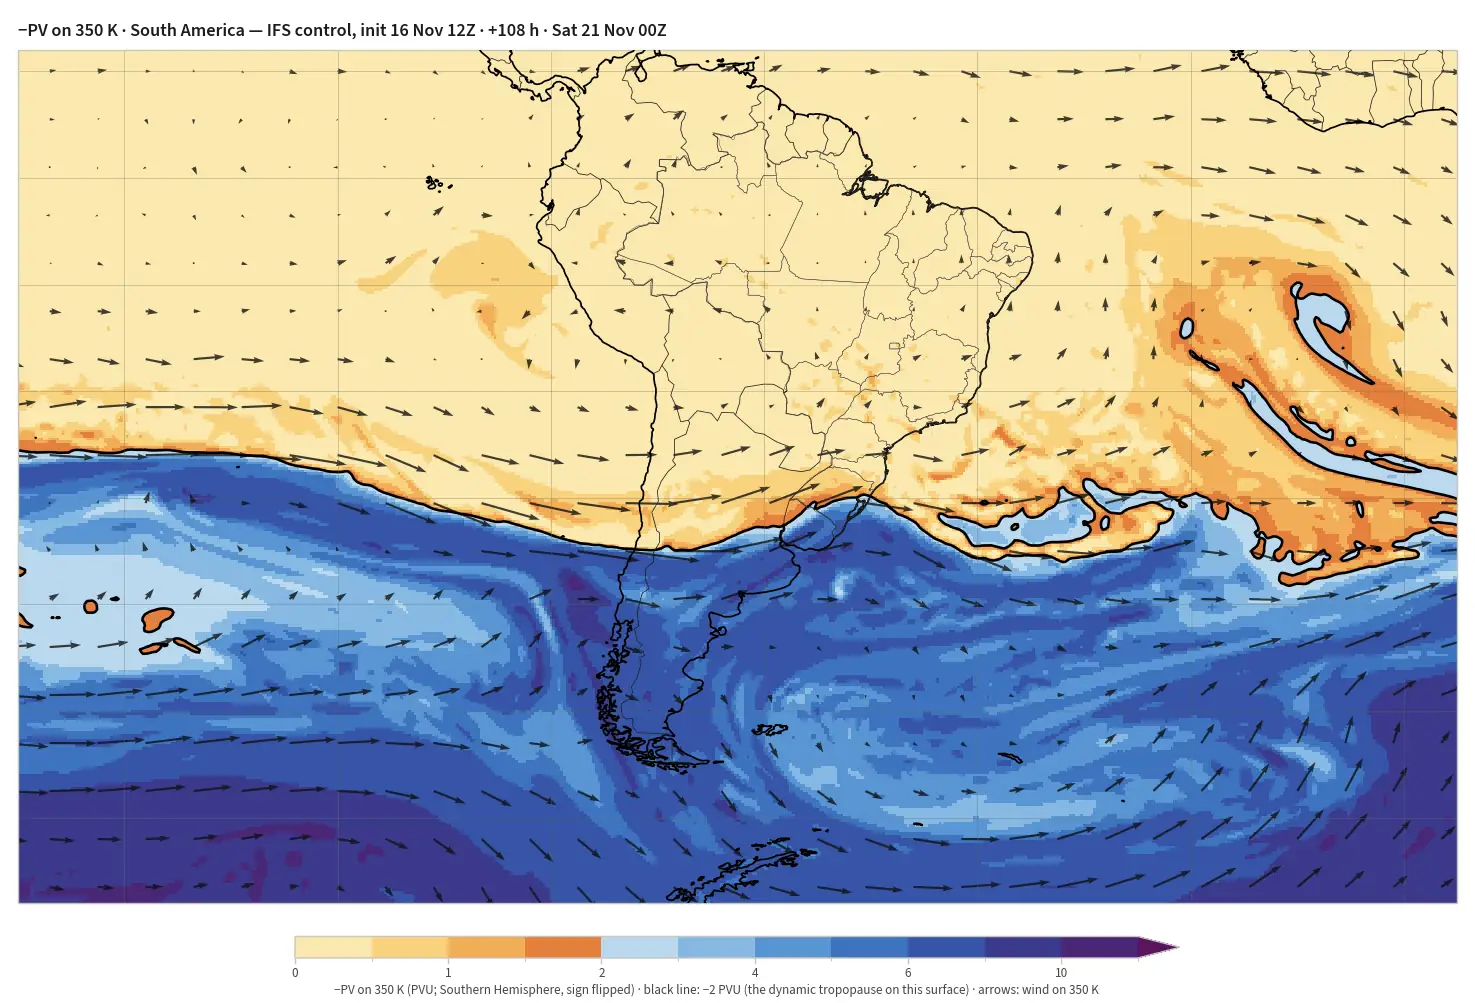 −PV on 350 K · South America — IFS control, init 16 Nov 12Z · +108 h · Sat 21 Nov 00Z
0 1 2 4 6 10
−PV on 350 K (PVU; Southern Hemisphere, sign flipped) · black line: −2 PVU (the dynamic tropopause on this surface) · arrows: wind on 350 K